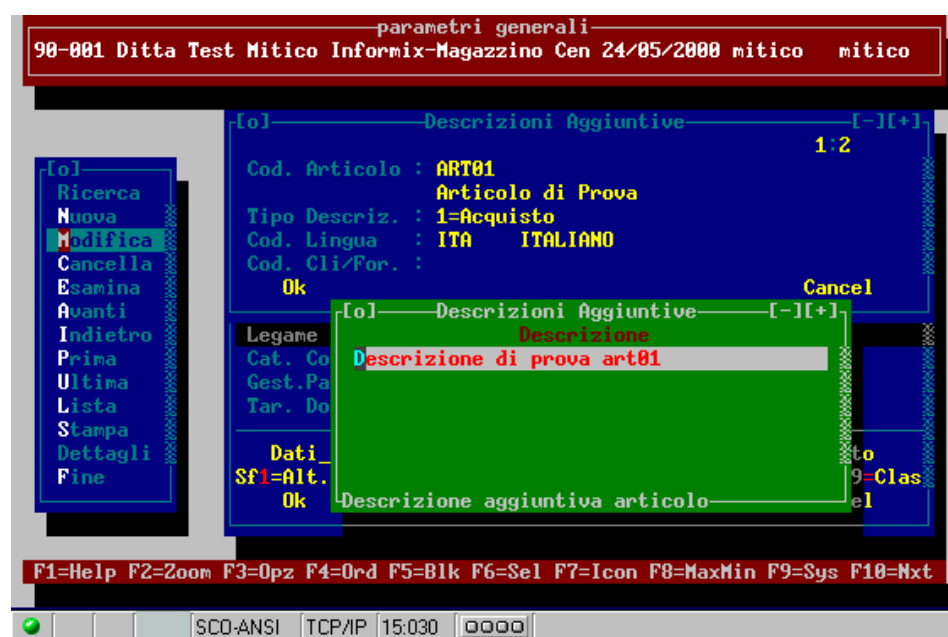 parametri generali
90-001 Ditta Test Mitico Informix-Magazzino Cen 24/05/2000 mitico mitico
[o] Descrizioni Aggiuntive [-][+]
1:2
Cod. Articolo : ART01
Articolo di Prova
Tipo Descriz. : 1=Acquisto
Cod. Lingua : ITA ITALIANO
Cod. Cli/For. :
Ok Cancel
[o]
Ricerca
Nuova
Modifica
Cancella
Esamina
Avanti
Indietro
Prima
Ultima
Lista
Stampa
Dettagli
Fine
[o] Descrizioni Aggiuntive [-][+]
Descrizione
Descrizione di prova art01
Descrizione aggiuntiva articolo
Legame
Cat. Co
Gest.Pa
Tar. Do
Dati_ to
Sf1=Alt. 9=Clas
Ok el
F1=Help F2=Zoom F3=Opz F4=Ord F5=Blk F6=Sel F7=Icon F8=MaxMin F9=Sys F10=Nxt
SCO-ANSI TCP/IP 15:030